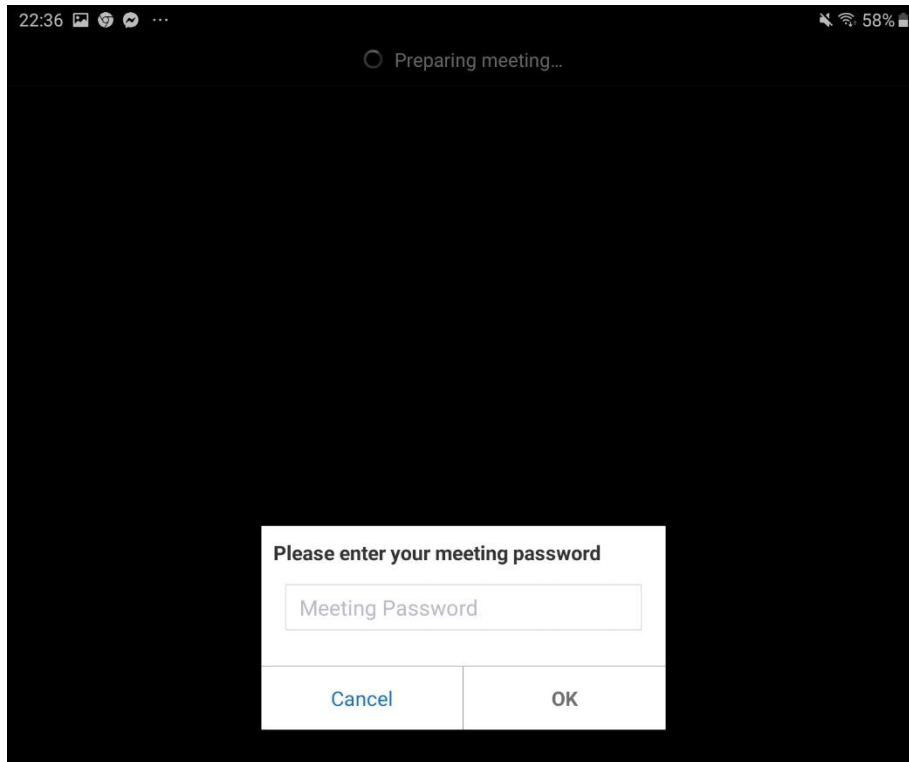 22:36 ... 58%
Preparing meeting...
Please enter your meeting password
Meeting Password
Cancel OK